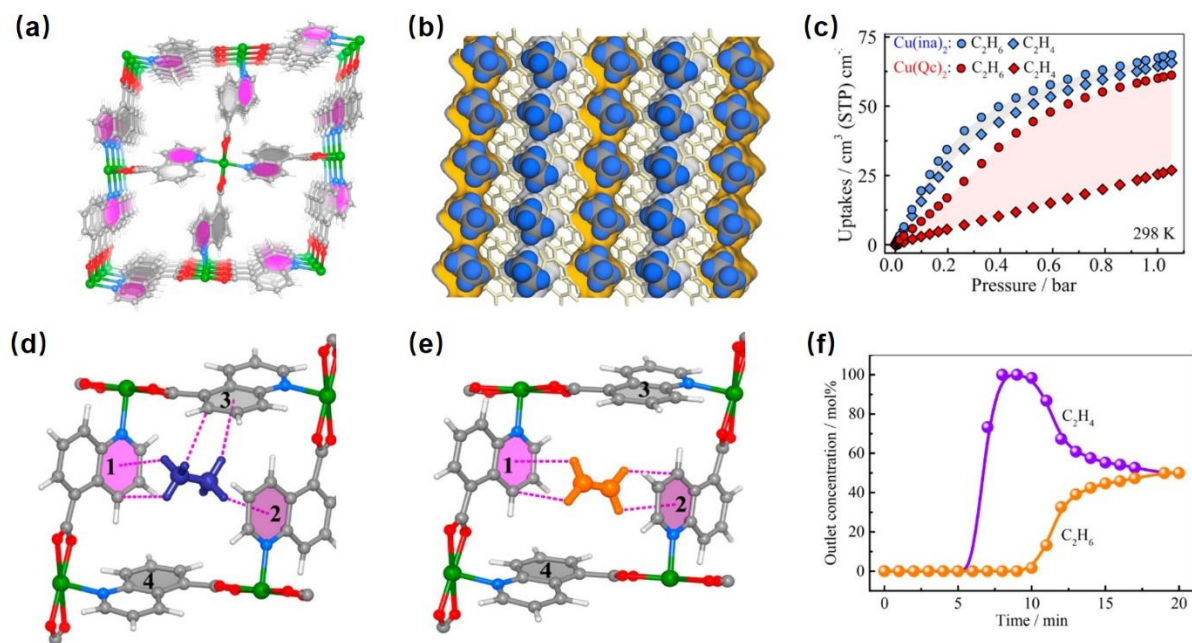 (a)
(b)
(c)
Cu(ina)₂: C₂H₆ C₂H₄
Cu(Qc)₂: C₂H₆ C₂H₄
75
50
25
0
Uptakes / cm³ (STP) cm⁻³
298 K
0.0 0.2 0.4 0.6 0.8 1.0
Pressure / bar
(d)
3
1
2
4
(e)
3
1
2
4
(f)
100
80
60
40
20
0
Outlet concentration / mol%
C₂H₄
C₂H₆
0 5 10 15 20
Time / min